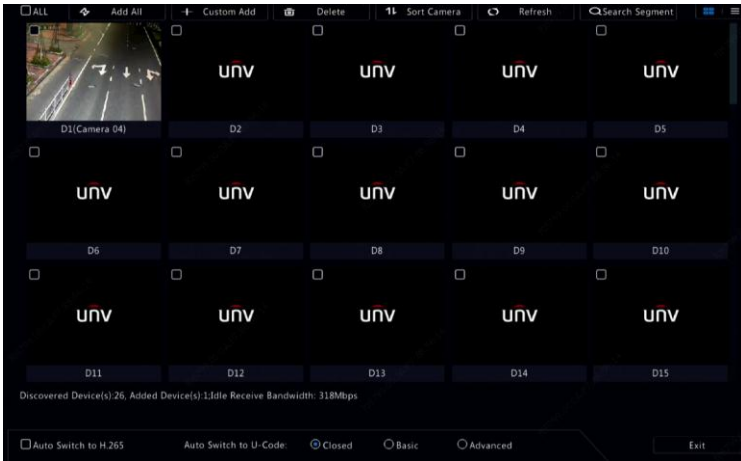 ALL Add All Custom Add Delete Sort Camera Refresh Search Segment
unv unv unv unv
D1(Camera 04) D2 D3 D4 D5
unv unv unv unv unv
D6 D7 D8 D9 D10
unv unv unv unv unv
D11 D12 D13 D14 D15
Discovered Device(s):26, Added Device(s):1;Idle Receive Bandwidth: 318Mbps
Auto Switch to H.265 Auto Switch to U-Code: Closed Basic Advanced Exit